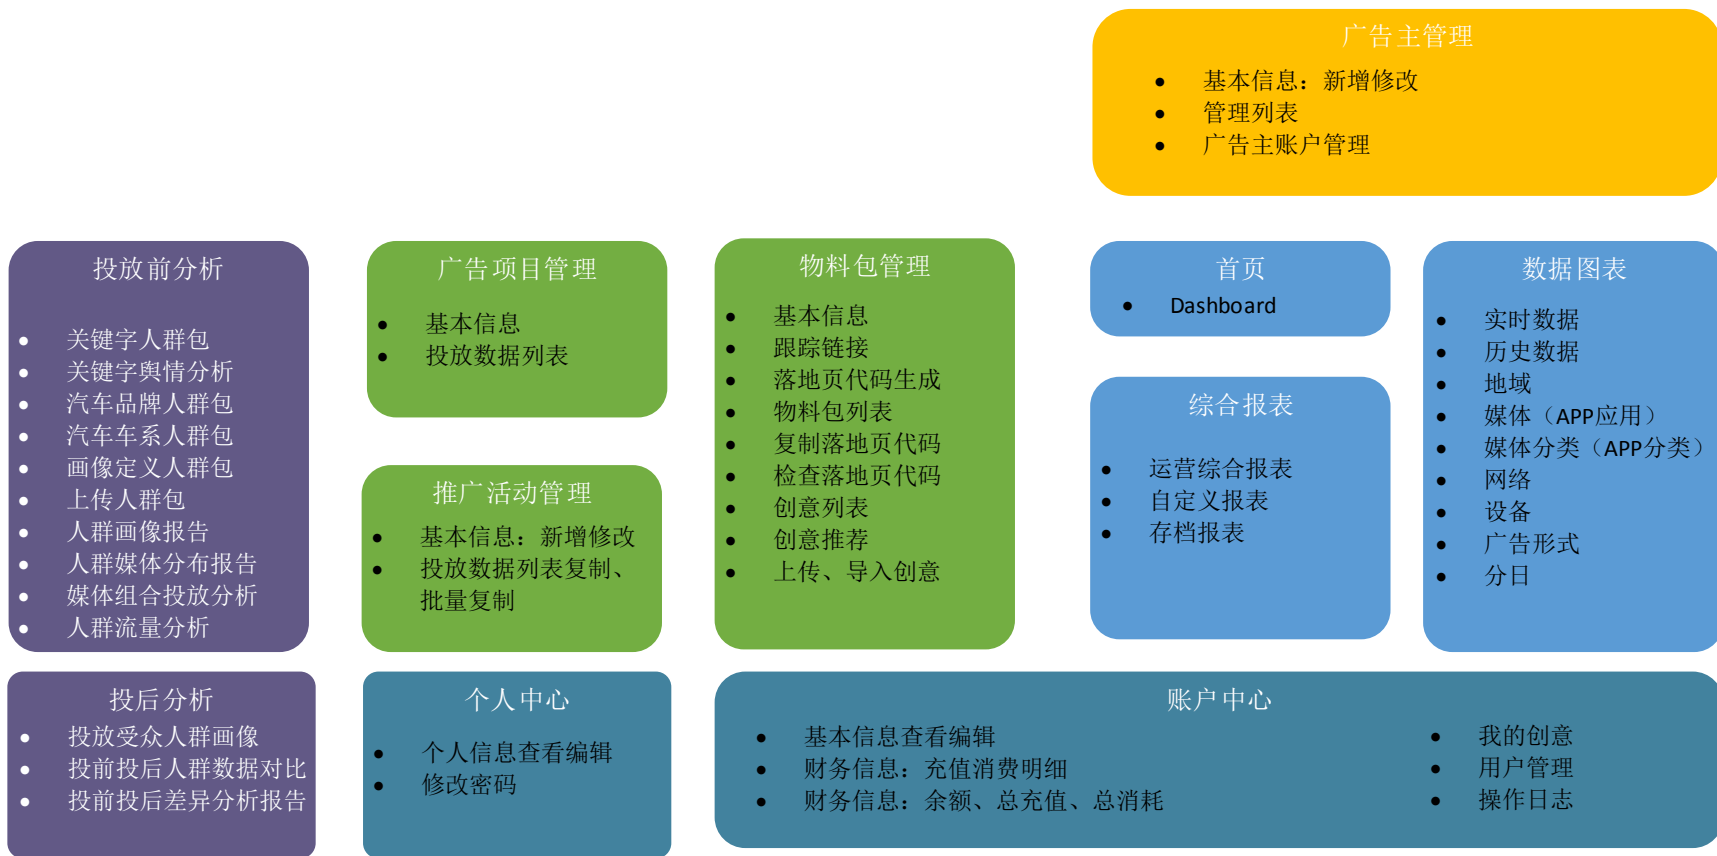 广告主管理
基本信息：新增修改
管理列表
广告主账户管理
投放前分析
关键字人群包
关键字舆情分析
汽车品牌人群包
汽车车系人群包
画像定义人群包
上传人群包
人群画像报告
人群媒体分布报告
媒体组合投放分析
人群流量分析
广告项目管理
基本信息
投放数据列表
推广活动管理
基本信息：新增修改
投放数据列表复制、
批量复制
物料包管理
基本信息
跟踪链接
落地页代码生成
物料包列表
复制落地页代码
检查落地页代码
创意列表
创意推荐
上传、导入创意
首页
Dashboard
综合报表
运营综合报表
自定义报表
存档报表
数据图表
实时数据
历史数据
地域
媒体（APP应用）
媒体分类（APP分类）
网络
设备
广告形式
分日
投后分析
投放受众人群画像
投前投后人群数据对比
投前投后差异分析报告
个人中心
个人信息查看编辑
修改密码
账户中心
基本信息查看编辑
财务信息：充值消费明细
财务信息：余额、总充值、总消耗
我的创意
用户管理
操作日志